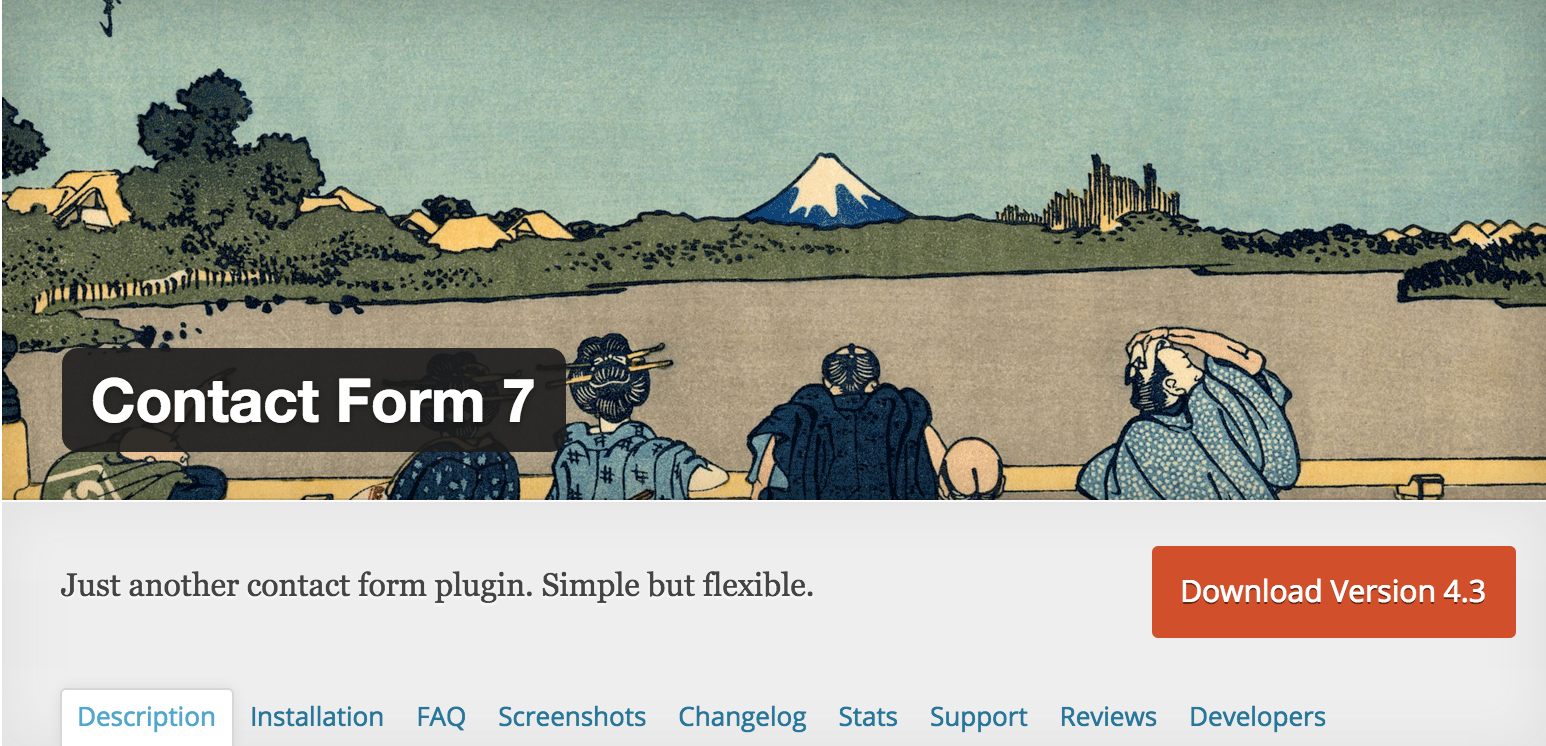 Contact Form 7
Just another contact form plugin. Simple but flexible.
Download Version 4.3
Description Installation FAQ Screenshots Changelog Stats Support Reviews Developers